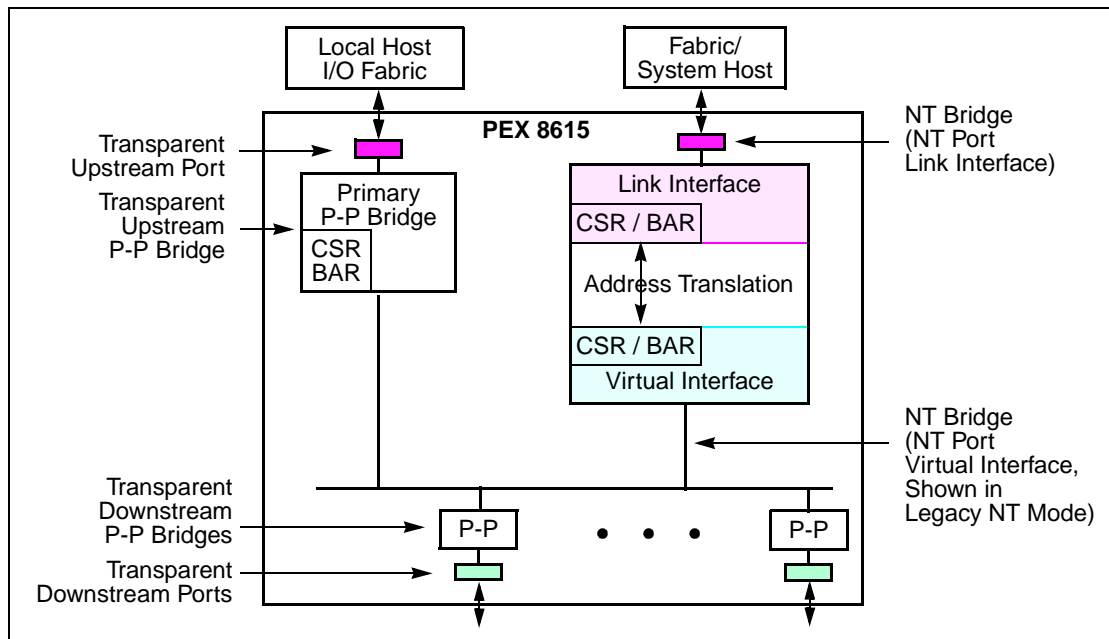 Local Host
I/O Fabric
Fabric/
System Host
PEX 8615
Transparent
Upstream Port
NT Bridge
(NT Port
Link Interface)
Transparent
Upstream
P-P Bridge
Primary
P-P Bridge
CSR
BAR
Link Interface
CSR / BAR
Address Translation
CSR / BAR
Virtual Interface
NT Bridge
(NT Port
Virtual Interface,
Shown in
Legacy NT Mode)
Transparent
Downstream
P-P Bridges
P-P
P-P
Transparent
Downstream Ports